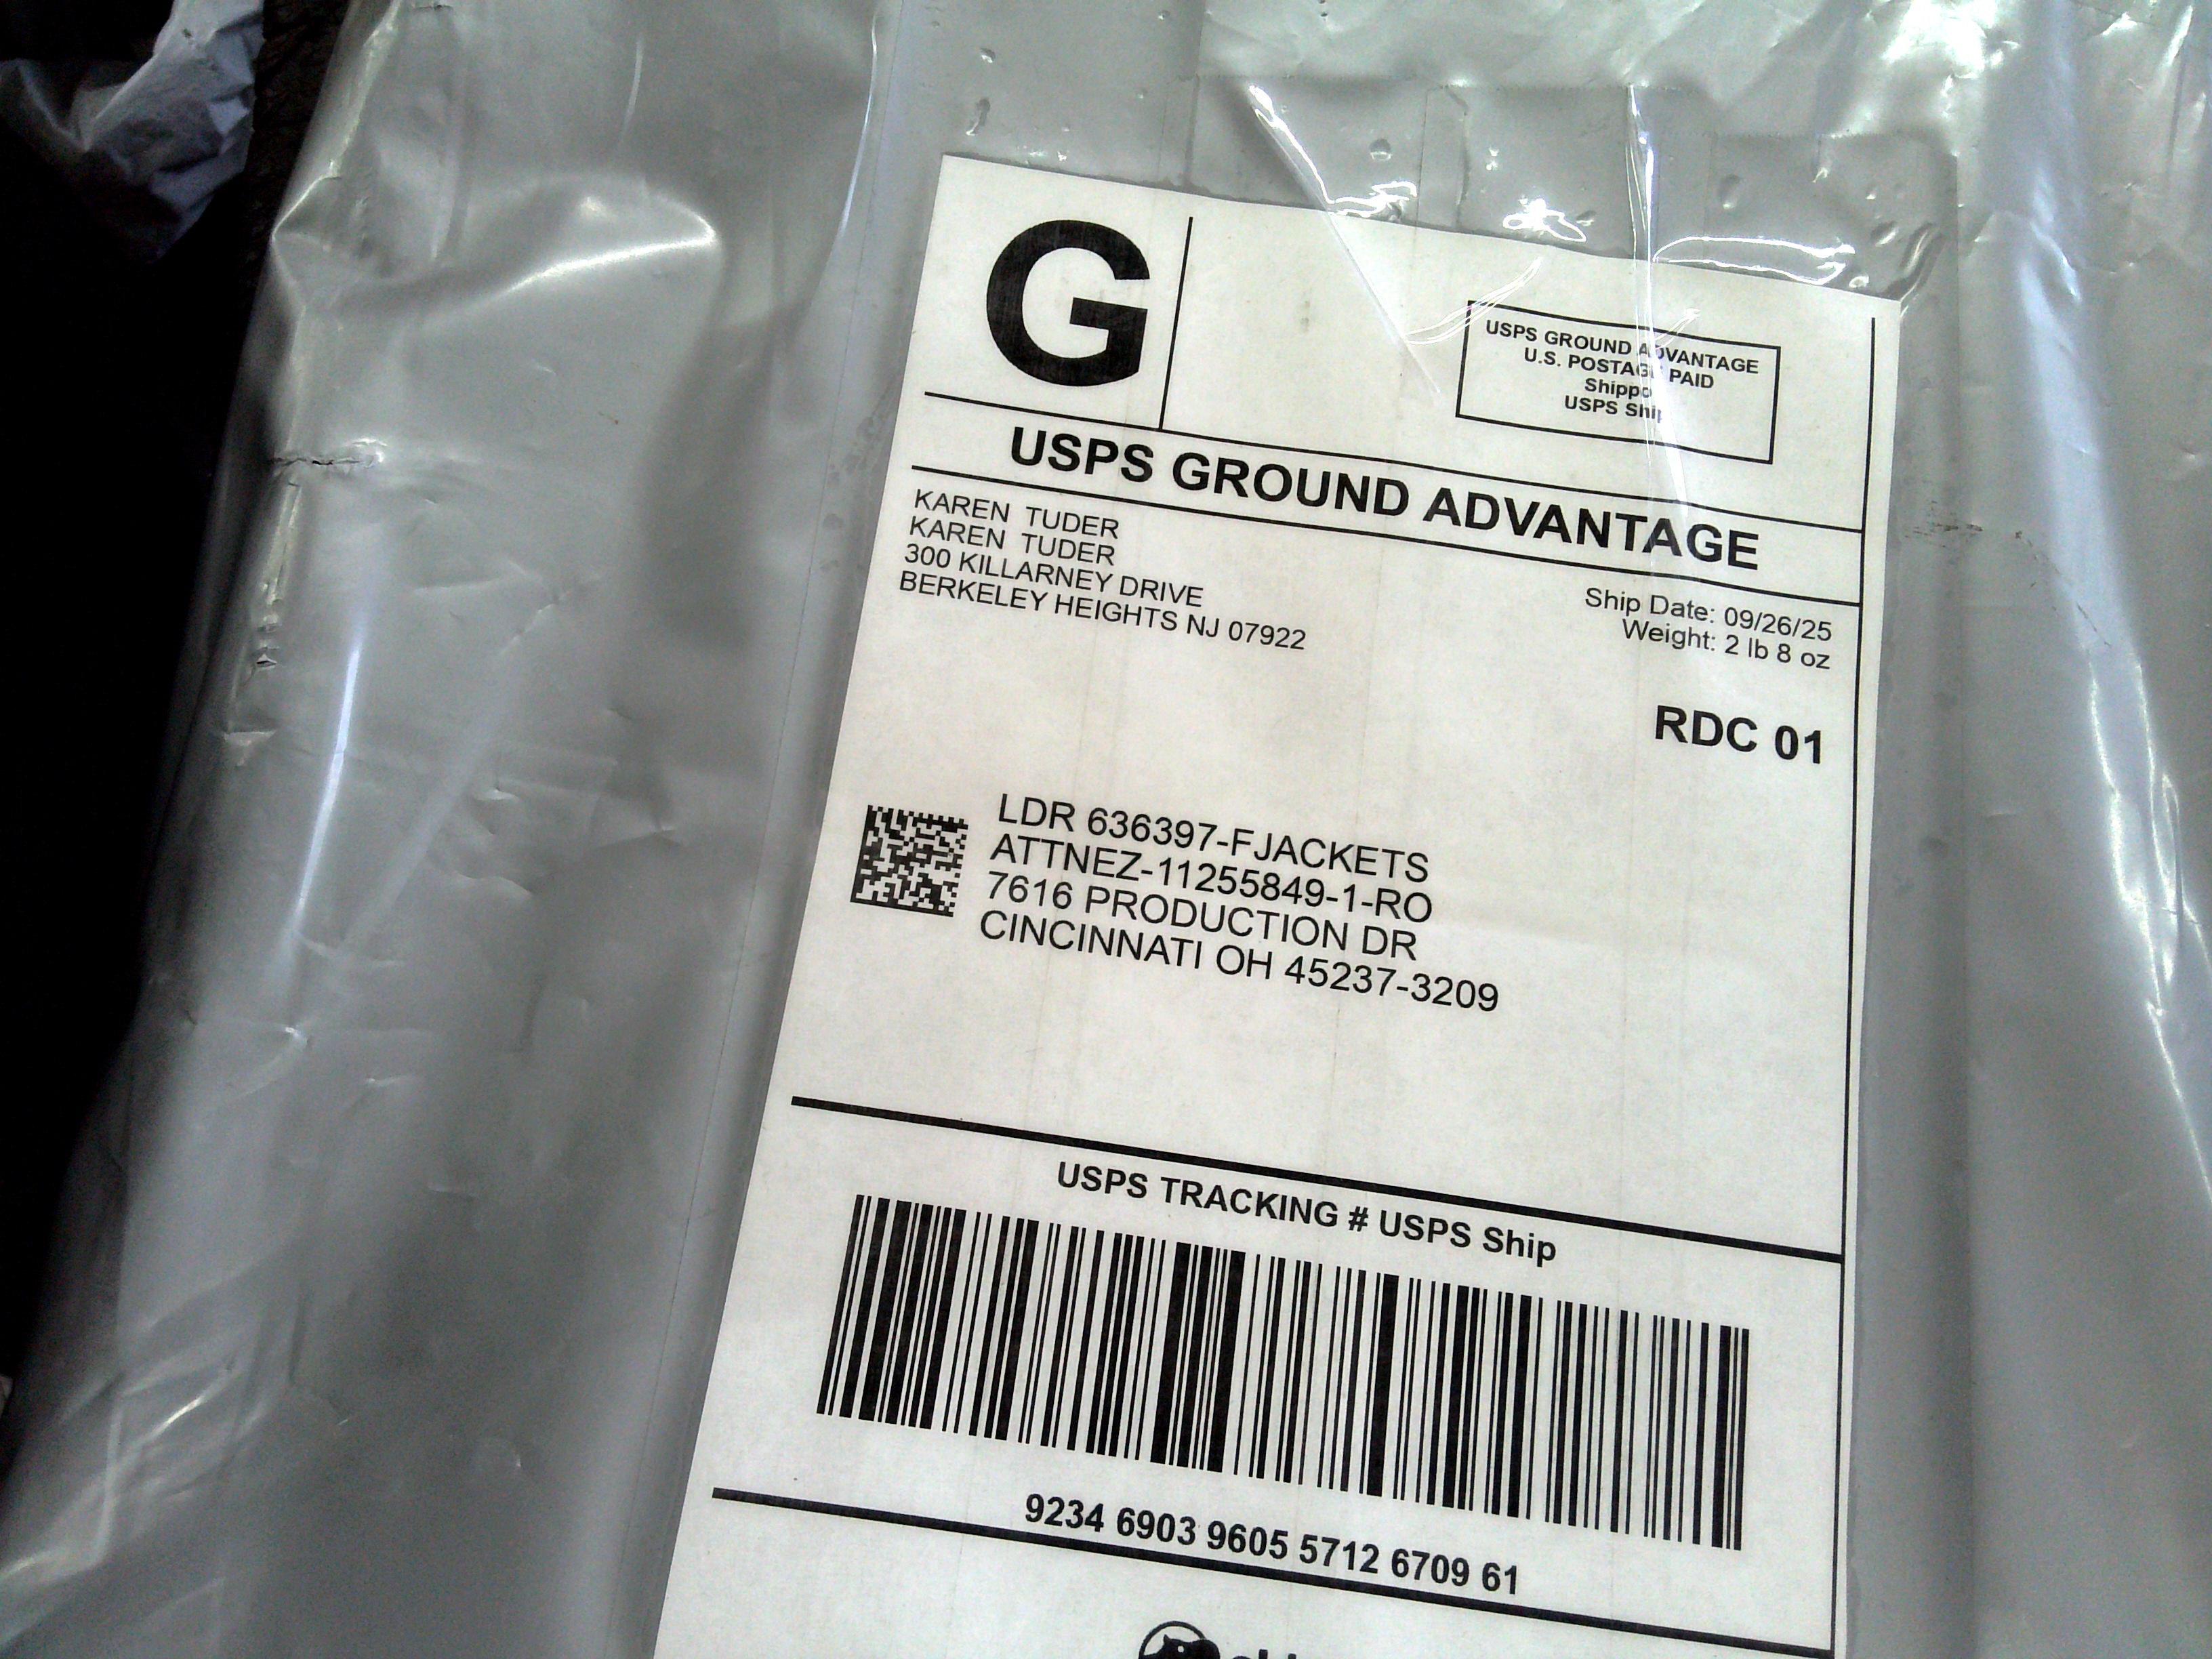 G
USPS GROUND ADVANTAGE
U.S. POSTAGE PAID
Shippo
USPS Ship
USPS GROUND ADVANTAGE
KAREN TUDER
KAREN TUDER
300 KILLARNEY DRIVE
BERKELEY HEIGHTS NJ 07922
Ship Date: 09/26/25
Weight: 2 lb 8 oz
RDC 01
LDR 636397-FJACKETS
ATTNEZ-11255849-1-RO
7616 PRODUCTION DR
CINCINNATI OH 45237-3209
USPS TRACKING # USPS Ship
9234 6903 9605 5712 6709 61